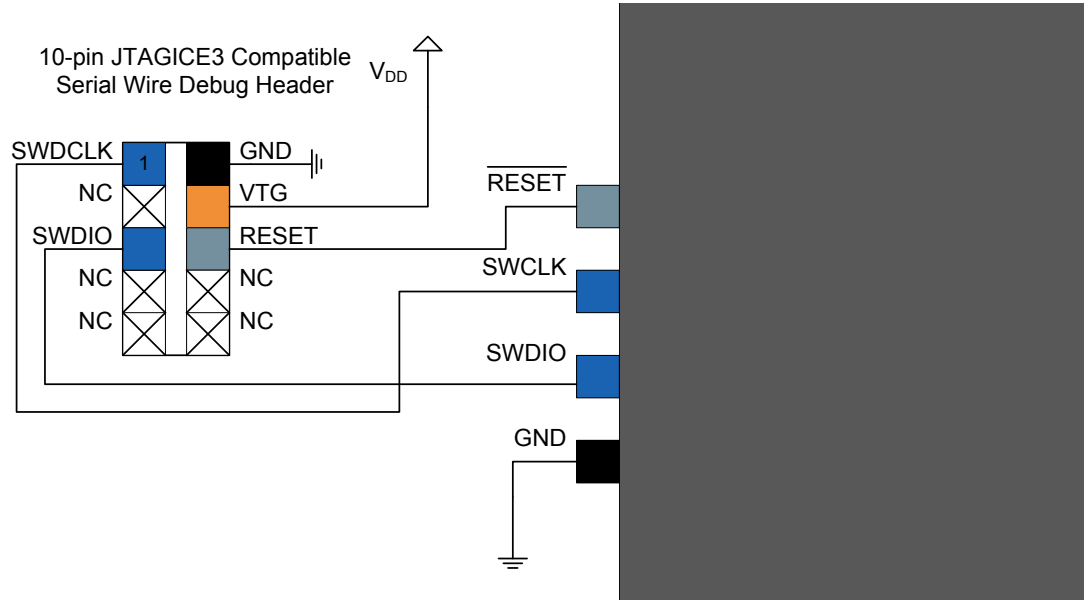 10-pin JTAGICE3 Compatible
Serial Wire Debug Header
VDD
SWDCLK
1
GND
NC
VTG
SWDIO
RESET
NC
NC
NC
NC
RESET
SWCLK
SWDIO
GND